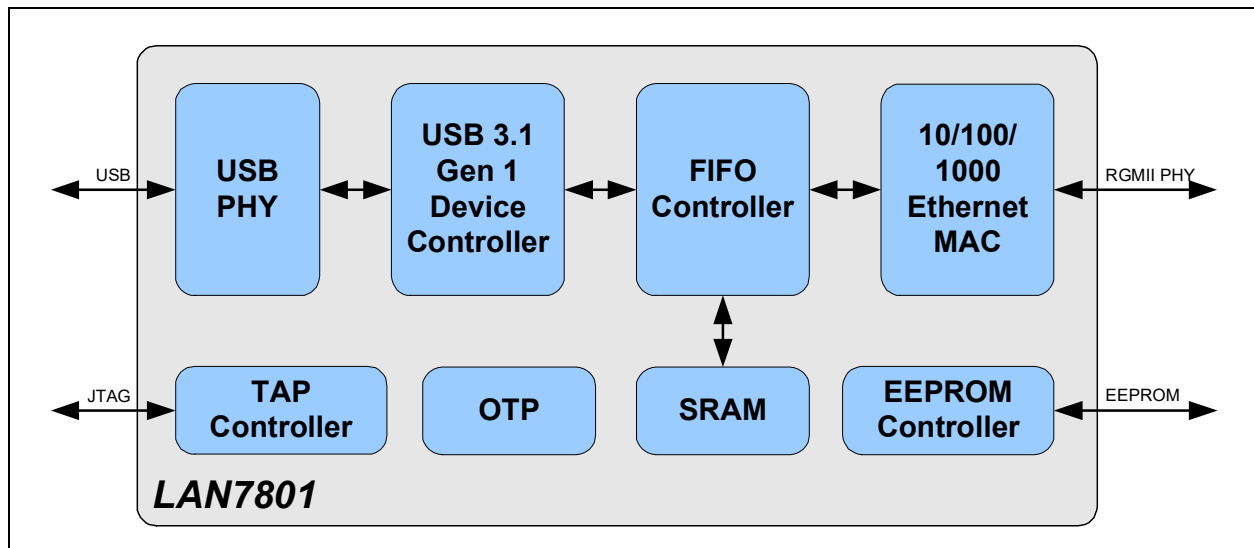 USB
USB
PHY
USB 3.1
Gen 1
Device
Controller
FIFO
Controller
10/100/
1000
Ethernet
MAC
RGMII PHY
JTAG
TAP
Controller
OTP
SRAM
EEPROM
Controller
EEPROM
LAN7801